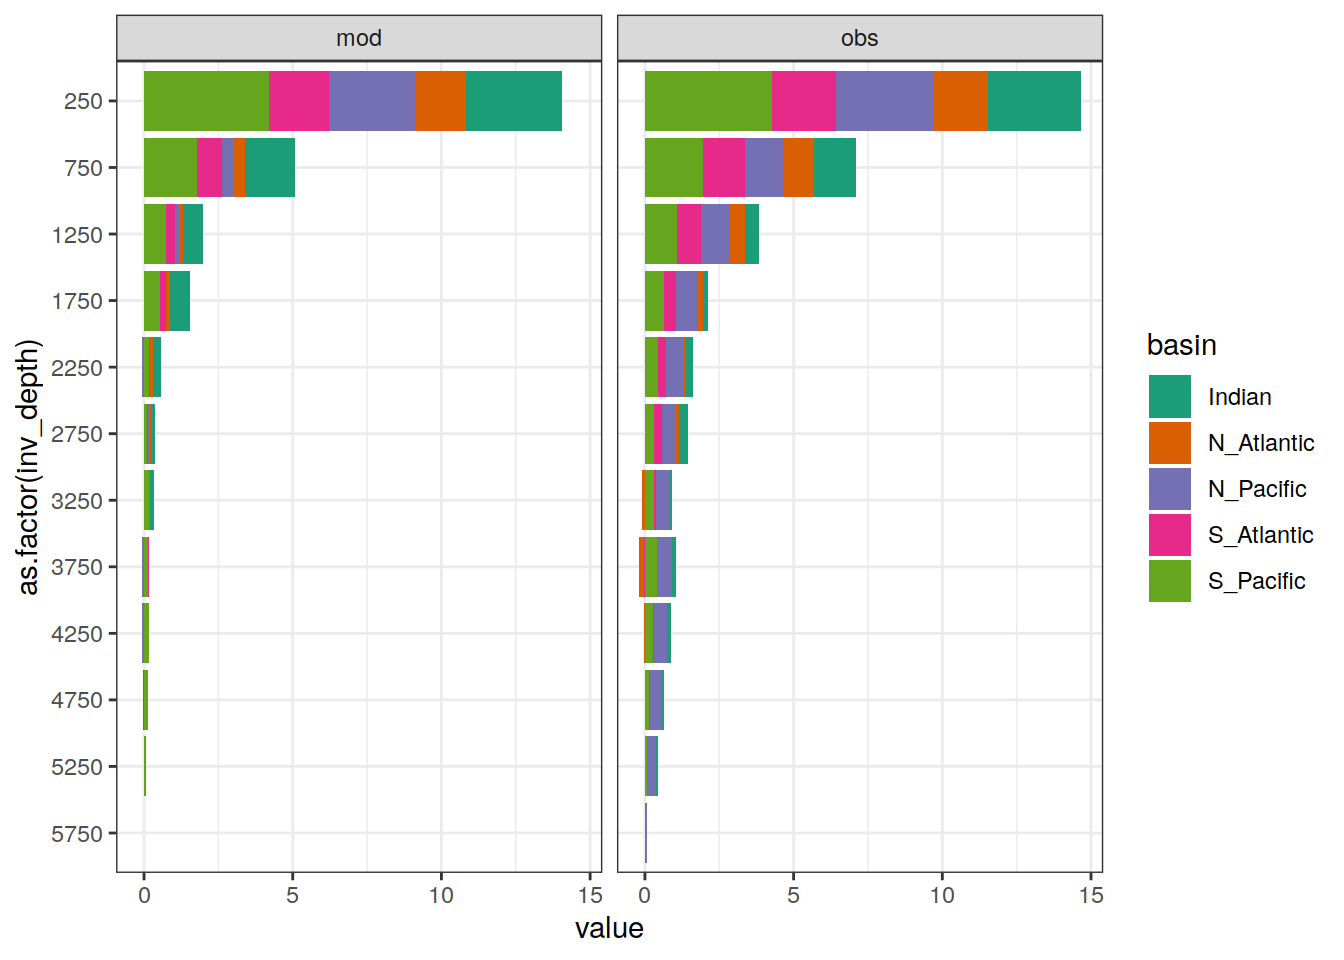 mod
obs
250
750
1250
1750
2250
2750
3250
3750
4250
4750
5250
5750
as.factor(inv_depth)
0 5 10 15
0 5 10 15
value
basin
Indian
N_Atlantic
N_Pacific
S_Atlantic
S_Pacific